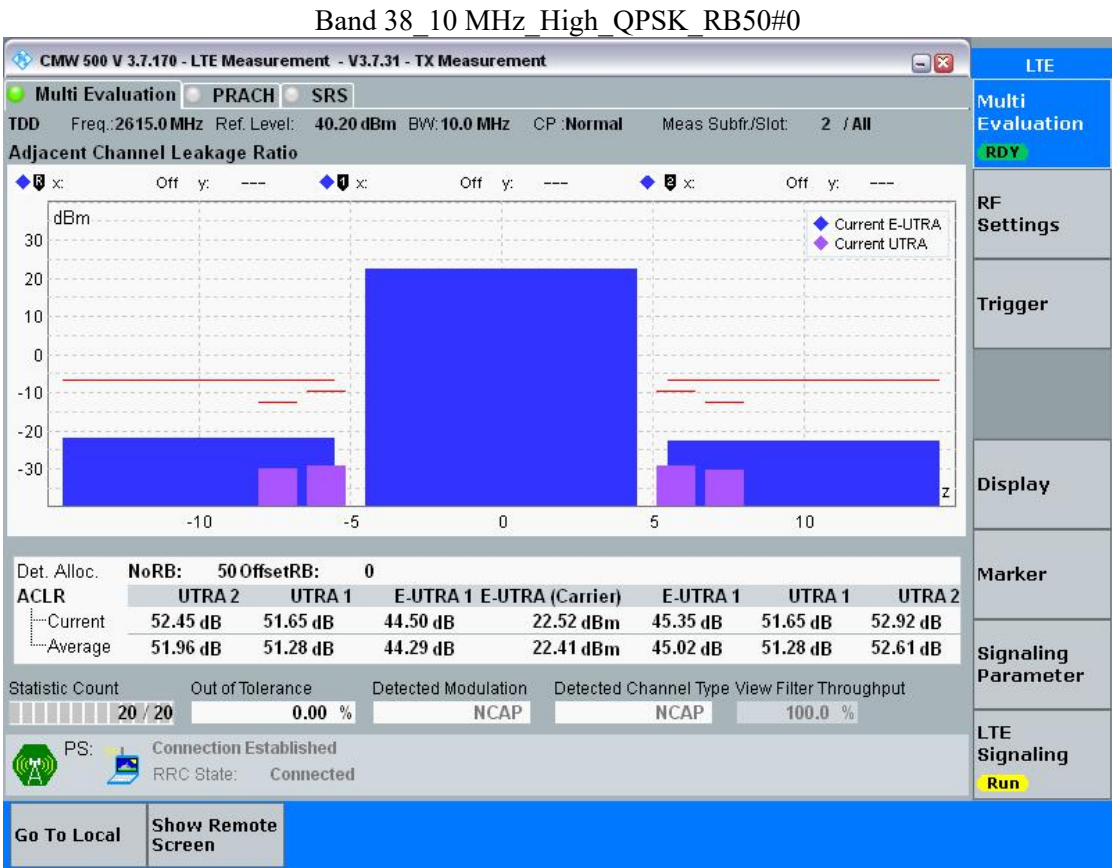 Band 38_10 MHz_High_QPSK_RB50#0
CMW 500 V 3.7.170 - LTE Measurement - V3.7.31 - TX Measurement
LTE
Multi Evaluation PRACH SRS
TDD Freq.:2615.0 MHz Ref. Level: 40.20 dBm BW:10.0 MHz CP :Normal Meas Subfr./Slot: 2 / All
Adjacent Channel Leakage Ratio
R x: Off y: --- 1 x: Off y: --- 2 x: Off y: ---
dBm
Current E-UTRA
Current UTRA
30
20
10
0
-10
-20
-30
z
-10 -5 0 5 10
Det. Alloc. NoRB: 50 OffsetRB: 0
ACLR UTRA 2 UTRA 1 E-UTRA 1 E-UTRA (Carrier) E-UTRA 1 UTRA 1 UTRA 2
Current 52.45 dB 51.65 dB 44.50 dB 22.52 dBm 45.35 dB 51.65 dB 52.92 dB
Average 51.96 dB 51.28 dB 44.29 dB 22.41 dBm 45.02 dB 51.28 dB 52.61 dB
Statistic Count Out of Tolerance Detected Modulation Detected Channel Type View Filter Throughput
20 / 20 0.00 % NCAP NCAP 100.0 %
PS: Connection Established
RRC State: Connected
Multi
Evaluation
RDY
RF
Settings
Trigger
Display
Marker
Signaling
Parameter
LTE
Signaling
Run
Go To Local
Show Remote
Screen